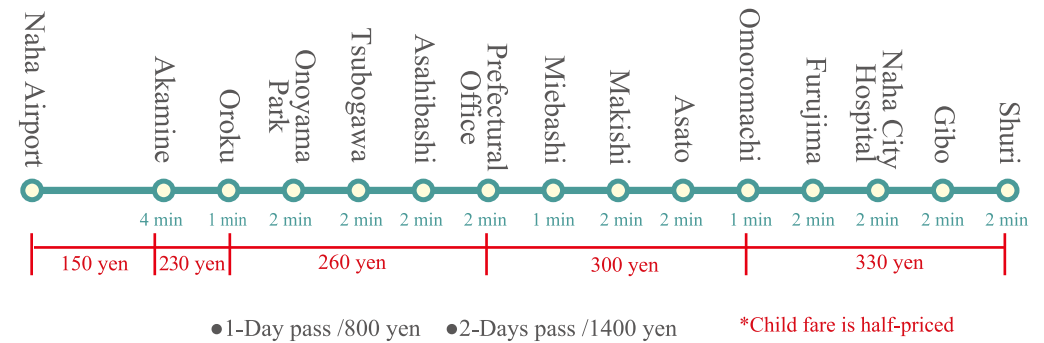 Naha Airport
Akamine
Oroku
Onoyama
Park
Tsubogawa
Asahibashi
Prefectural
Office
Miebashi
Makishi
Asato
Omoromachi
Furujima
Naha City
Hospital
Gibo
Shuri
4 min
1 min
2 min
2 min
2 min
2 min
1 min
2 min
2 min
1 min
2 min
2 min
2 min
2 min
150 yen
230 yen
260 yen
300 yen
330 yen
●1-Day pass /800 yen
●2-Days pass /1400 yen
*Child fare is half-priced